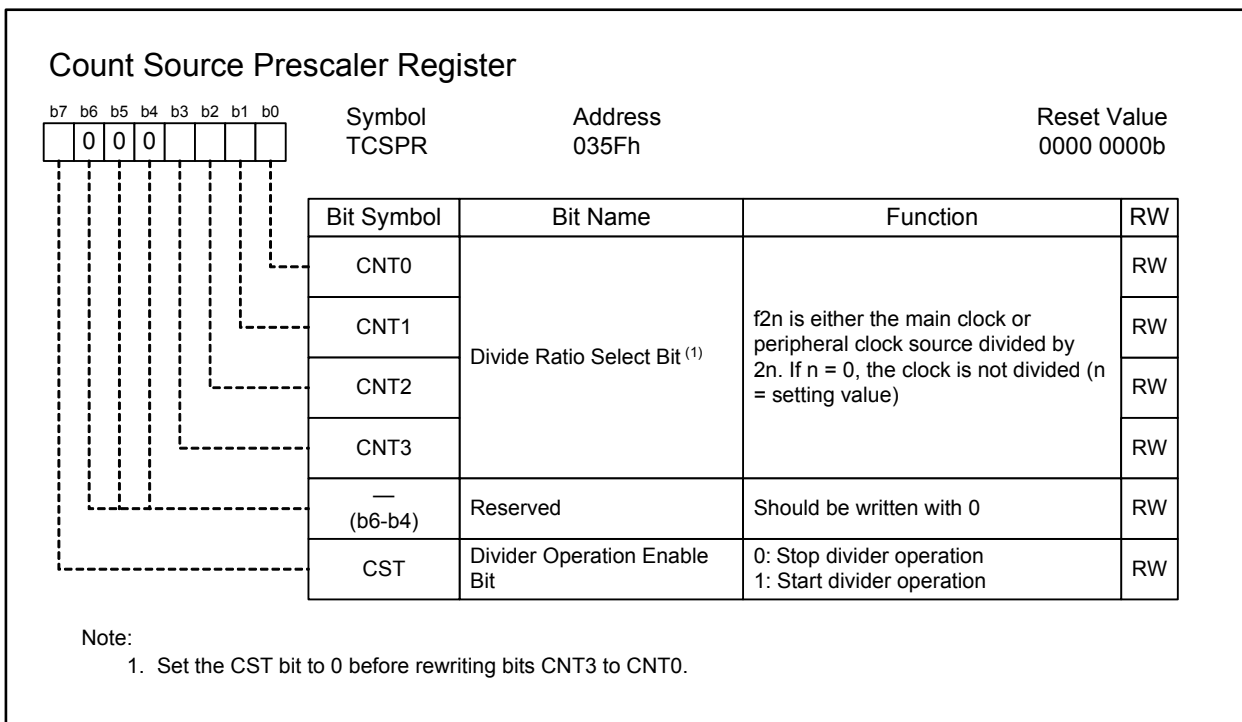 Count Source Prescaler Register
b7 b6 b5 b4 b3 b2 b1 b0
0 0 0
Symbol Address Reset Value
TCSPR 035Fh 0000 0000b
Bit Symbol Bit Name Function RW
CNT0 RW
CNT1 RW
CNT2 RW
CNT3 RW
Divide Ratio Select Bit (1)
f2n is either the main clock or
peripheral clock source divided by
2n. If n = 0, the clock is not divided (n
= setting value)
—
(b6-b4) Reserved Should be written with 0 RW
CST
Divider Operation Enable
Bit
0: Stop divider operation
1: Start divider operation
RW
Note:
1. Set the CST bit to 0 before rewriting bits CNT3 to CNT0.